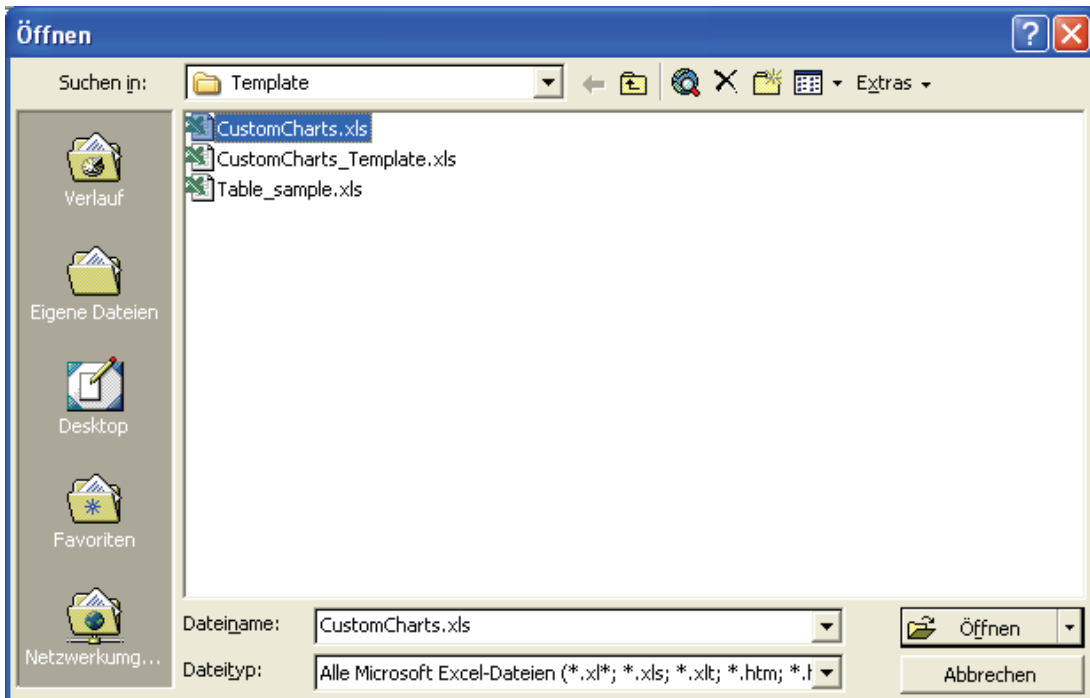 Öffnen
Suchen in:
Template
Extras
CustomCharts.xls
CustomCharts_Template.xls
Table_sample.xls
Verlauf
Eigene Dateien
Desktop
Favoriten
Netzwerkumg...
Dateiname:
CustomCharts.xls
Öffnen
Dateityp:
Alle Microsoft Excel-Dateien (*.xl*; *.xls; *.xlt; *.htm; *.h
Abbrechen